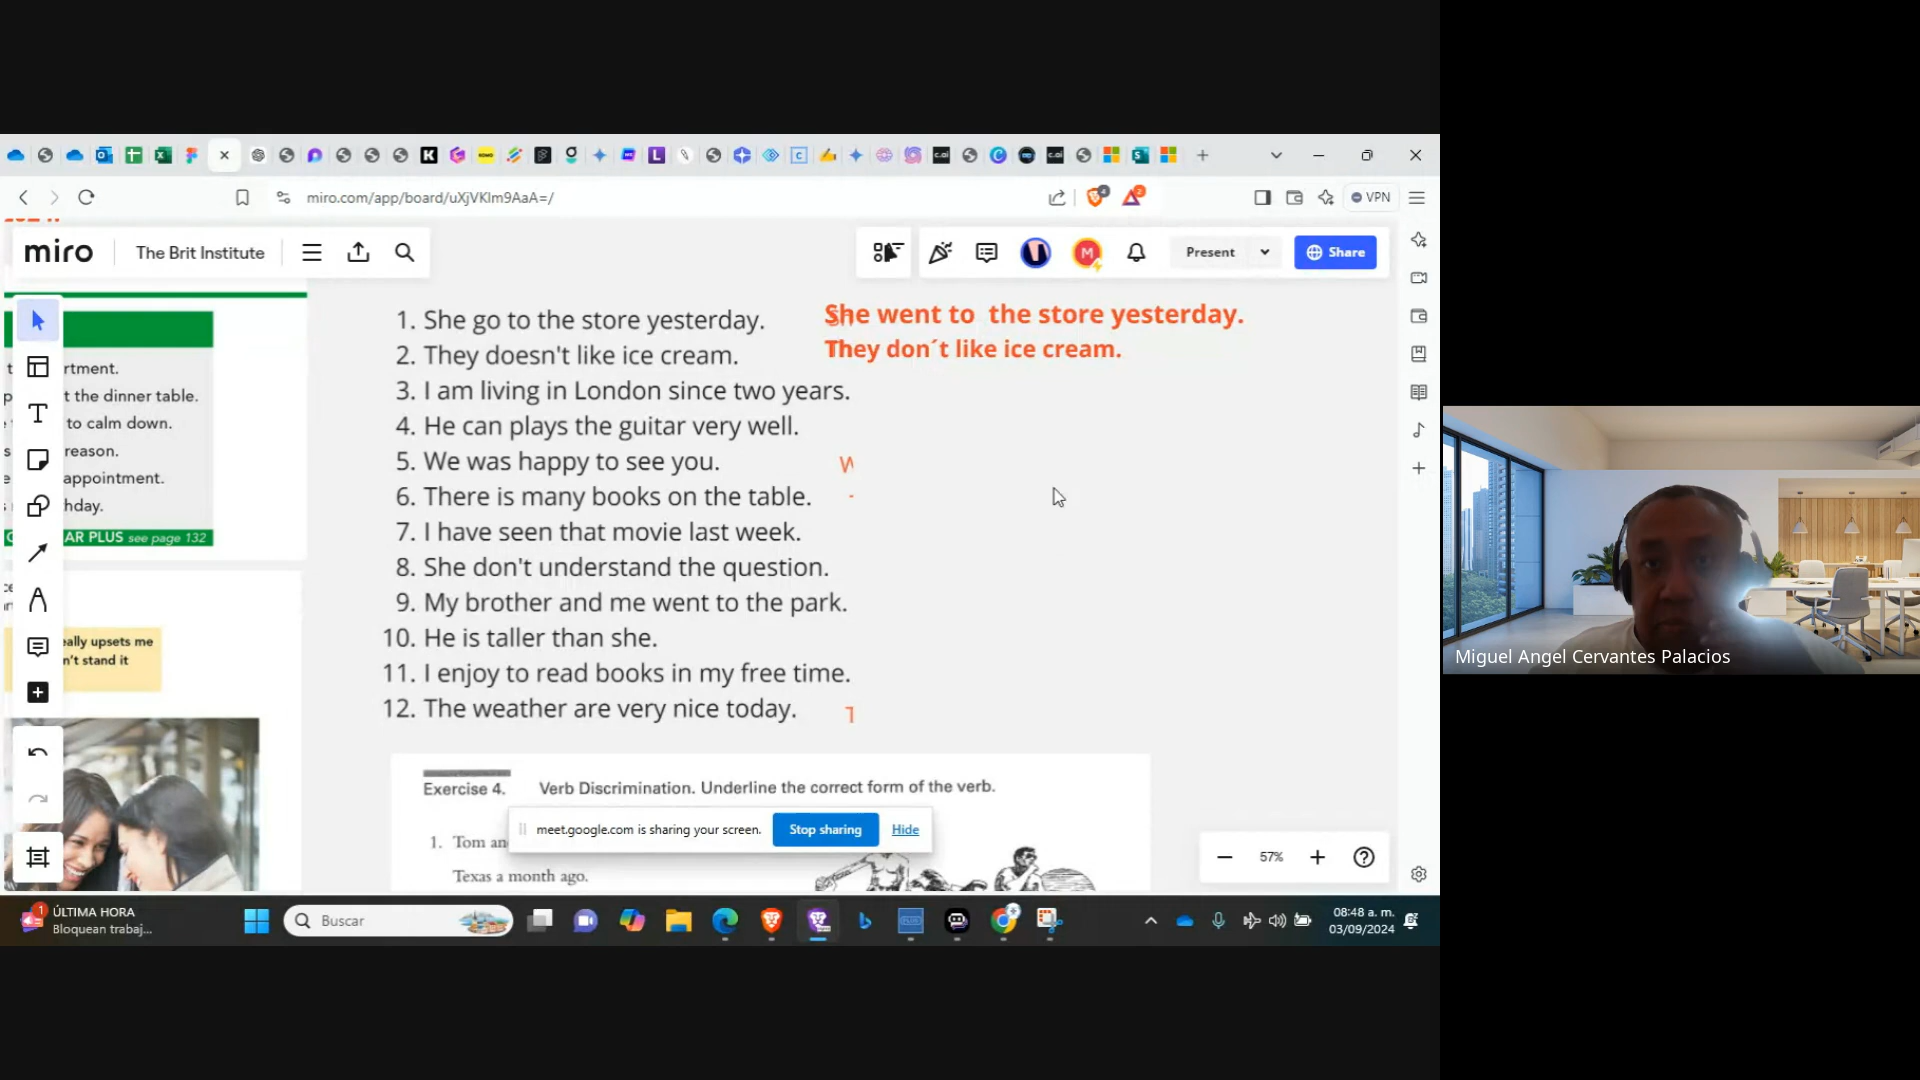 miro.com/app/board/uXjVKlm9AaA=/
VPN
miro
The Brit Institute
M
Present
Share
rtment.
t the dinner table.
to calm down.
reason.
appointment.
hday.
AR PLUS see page 132
eally upsets me
n't stand it
1. She go to the store yesterday.
2. They doesn't like ice cream.
3. I am living in London since two years.
4. He can plays the guitar very well.
5. We was happy to see you.
6. There is many books on the table.
7. I have seen that movie last week.
8. She don't understand the question.
9. My brother and me went to the park.
10. He is taller than she.
11. I enjoy to read books in my free time.
12. The weather are very nice today.
She went to  the store yesterday.
They don´t like ice cream.
W
Exercise 4. Verb Discrimination. Underline the correct form of the verb.
1. Tom an
Texas a month ago.
meet.google.com is sharing your screen.
Stop sharing
Hide
57%
Miguel Angel Cervantes Palacios
1
ÚLTIMA HORA
Bloquean trabaj...
Buscar
08:48 a. m.
03/09/2024